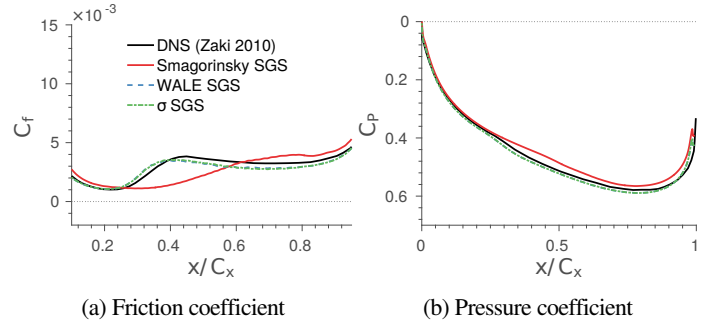 ×10⁻³
15
10
5
0
C_f
DNS (Zaki 2010)
Smagorinsky SGS
WALE SGS
σ SGS
0.2 0.4 0.6 0.8
x/C_x
(a) Friction coefficient
0
0.2
0.4
0.6
C_P
0 0.5 1
x/C_x
(b) Pressure coefficient